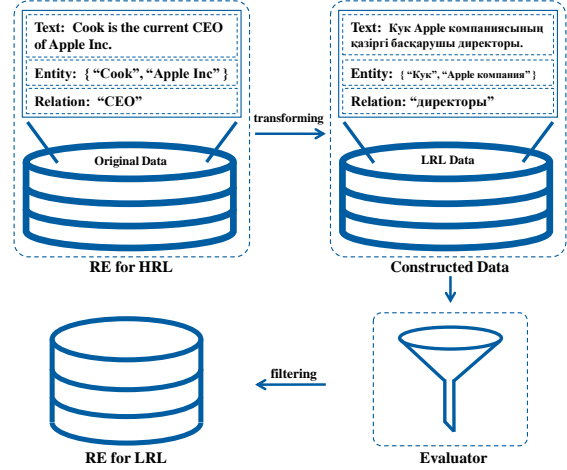 Text: Cook is the current CEO
of Apple Inc.
Entity: { “Cook”, “Apple Inc” }
Relation: “CEO”
Original Data
RE for HRL
transforming
Text: Кук Apple компаниясының
қазіргі басқарушы директоры.
Entity: { “Кук”, “Apple компания” }
Relation: “директоры”
LRL Data
Constructed Data
Evaluator
filtering
RE for LRL